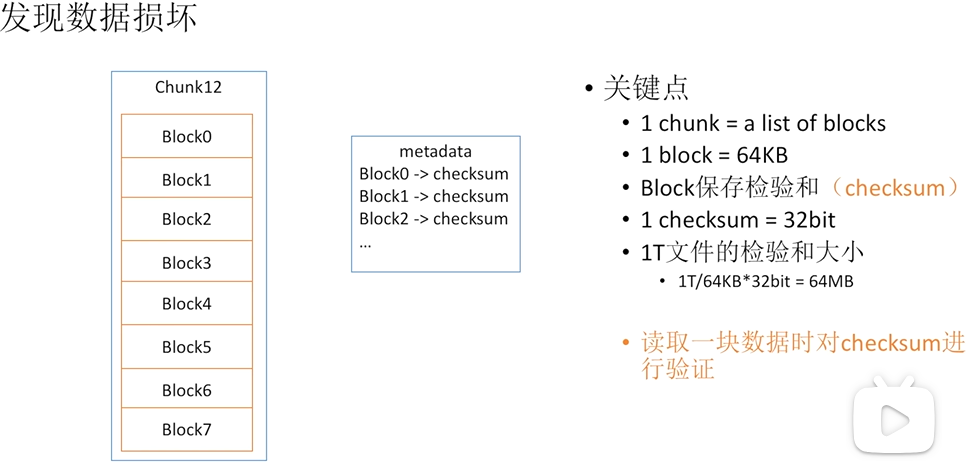 发现数据损坏
Chunk12
Block0
Block1
Block2
Block3
Block4
Block5
Block6
Block7
metadata
Block0 -> checksum
Block1 -> checksum
Block2 -> checksum
...
• 关键点
• 1 chunk = a list of blocks
• 1 block = 64KB
• Block保存检验和（checksum）
• 1 checksum = 32bit
• 1T文件的检验和大小
• 1T/64KB*32bit = 64MB
• 读取一块数据时对checksum进
行验证